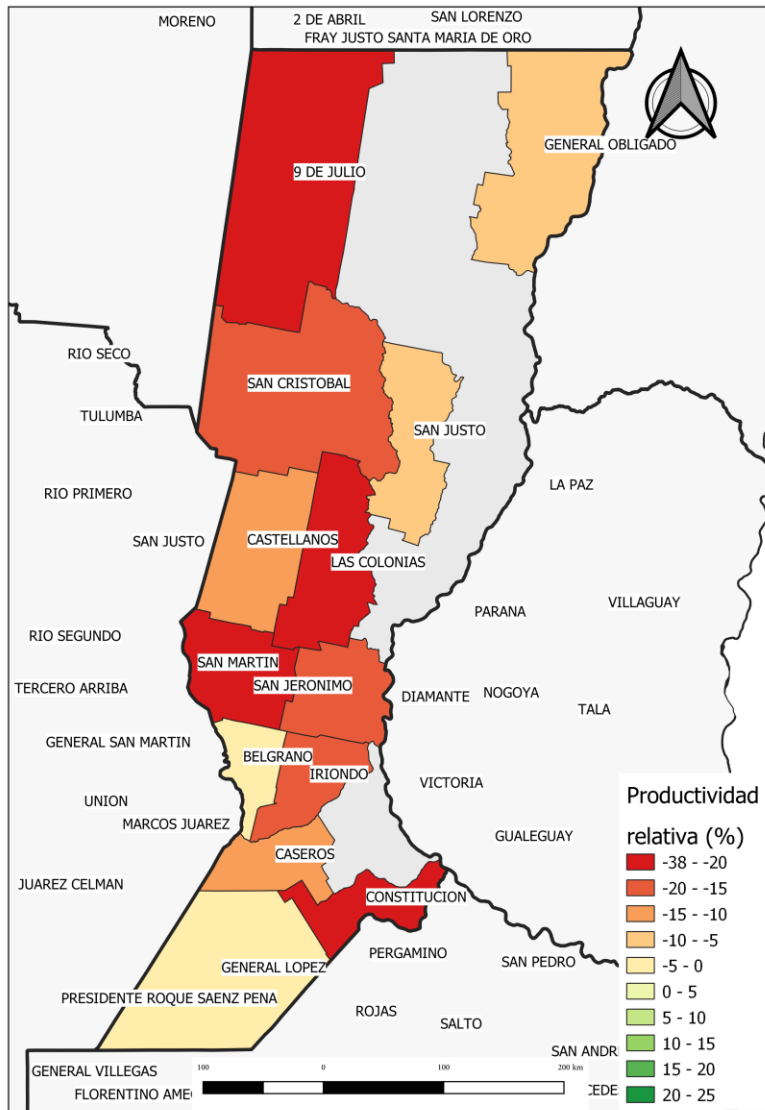 MORENO
2 DE ABRIL
SAN LORENZO
FRAY JUSTO SANTA MARIA DE ORO
GENERAL OBLIGADO
9 DE JULIO
RIO SECO
SAN CRISTOBAL
TULUMBA
SAN JUSTO
LA PAZ
RIO PRIMERO
SAN JUSTO
CASTELLANOS
LAS COLONIAS
PARANA
VILLAGUAY
RIO SEGUNDO
SAN MARTIN
TERCERO ARRIBA
SAN JERONIMO
DIAMANTE
NOGOYA
TALA
GENERAL SAN MARTIN
BELGRANO
IRIONDO
VICTORIA
UNION
MARCOS JUAREZ
GUALEGUAY
CASEROS
JUAREZ CELMAN
CONSTITUCION
PERGAMINO
SAN PEDRO
GENERAL LOPEZ
PRESIDENTE ROQUE SAENZ PENA
ROJAS
SALTO
SAN ANDR
GENERAL VILLEGAS
FLORENTINO AME
CEDE
100 0 100 200 km
Productividad
relativa (%)
-38 - -20
-20 - -15
-15 - -10
-10 - -5
-5 - 0
0 - 5
5 - 10
10 - 15
15 - 20
20 - 25